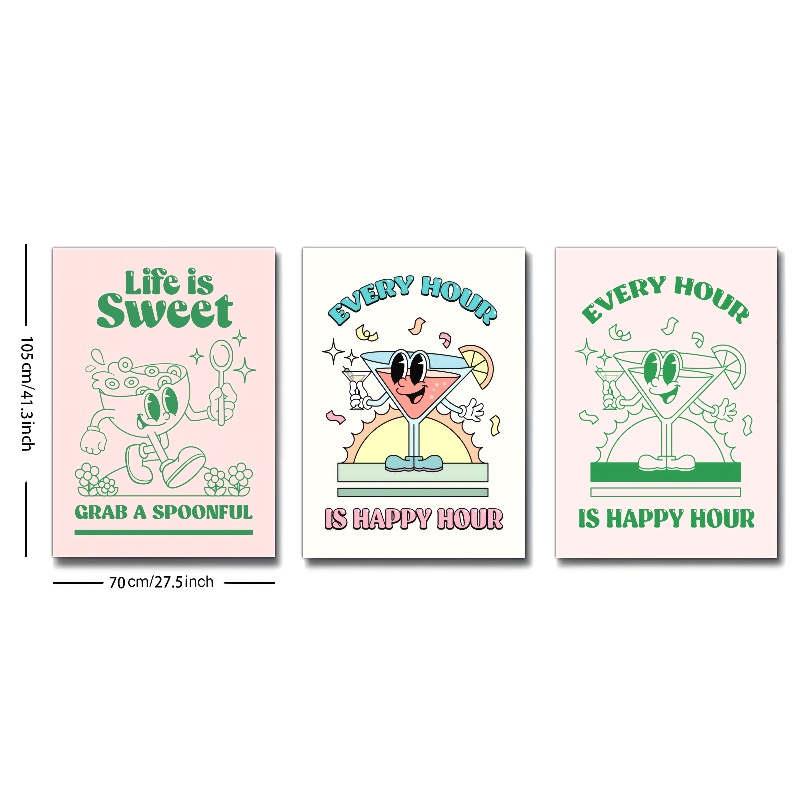 105cm/41.3inch
Life is
Sweet
GRAB A SPOONFUL
70cm/27.5inch
EVERY HOUR
IS HAPPY HOUR
EVERY HOUR
IS HAPPY HOUR